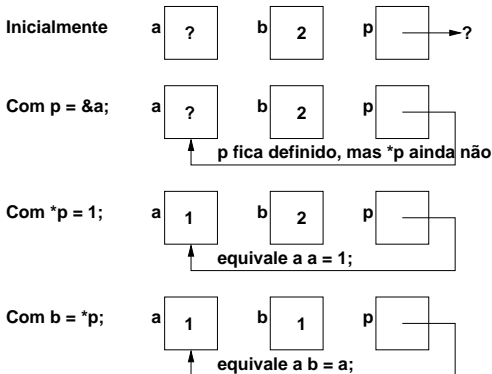 Inicialmente a ? b 2 p ?
Com p = &a; a ? b 2 p
p fica definido, mas *p ainda não
Com *p = 1; a 1 b 2 p
equivale a a = 1;
Com b = *p; a 1 b 1 p
equivale a b = a;